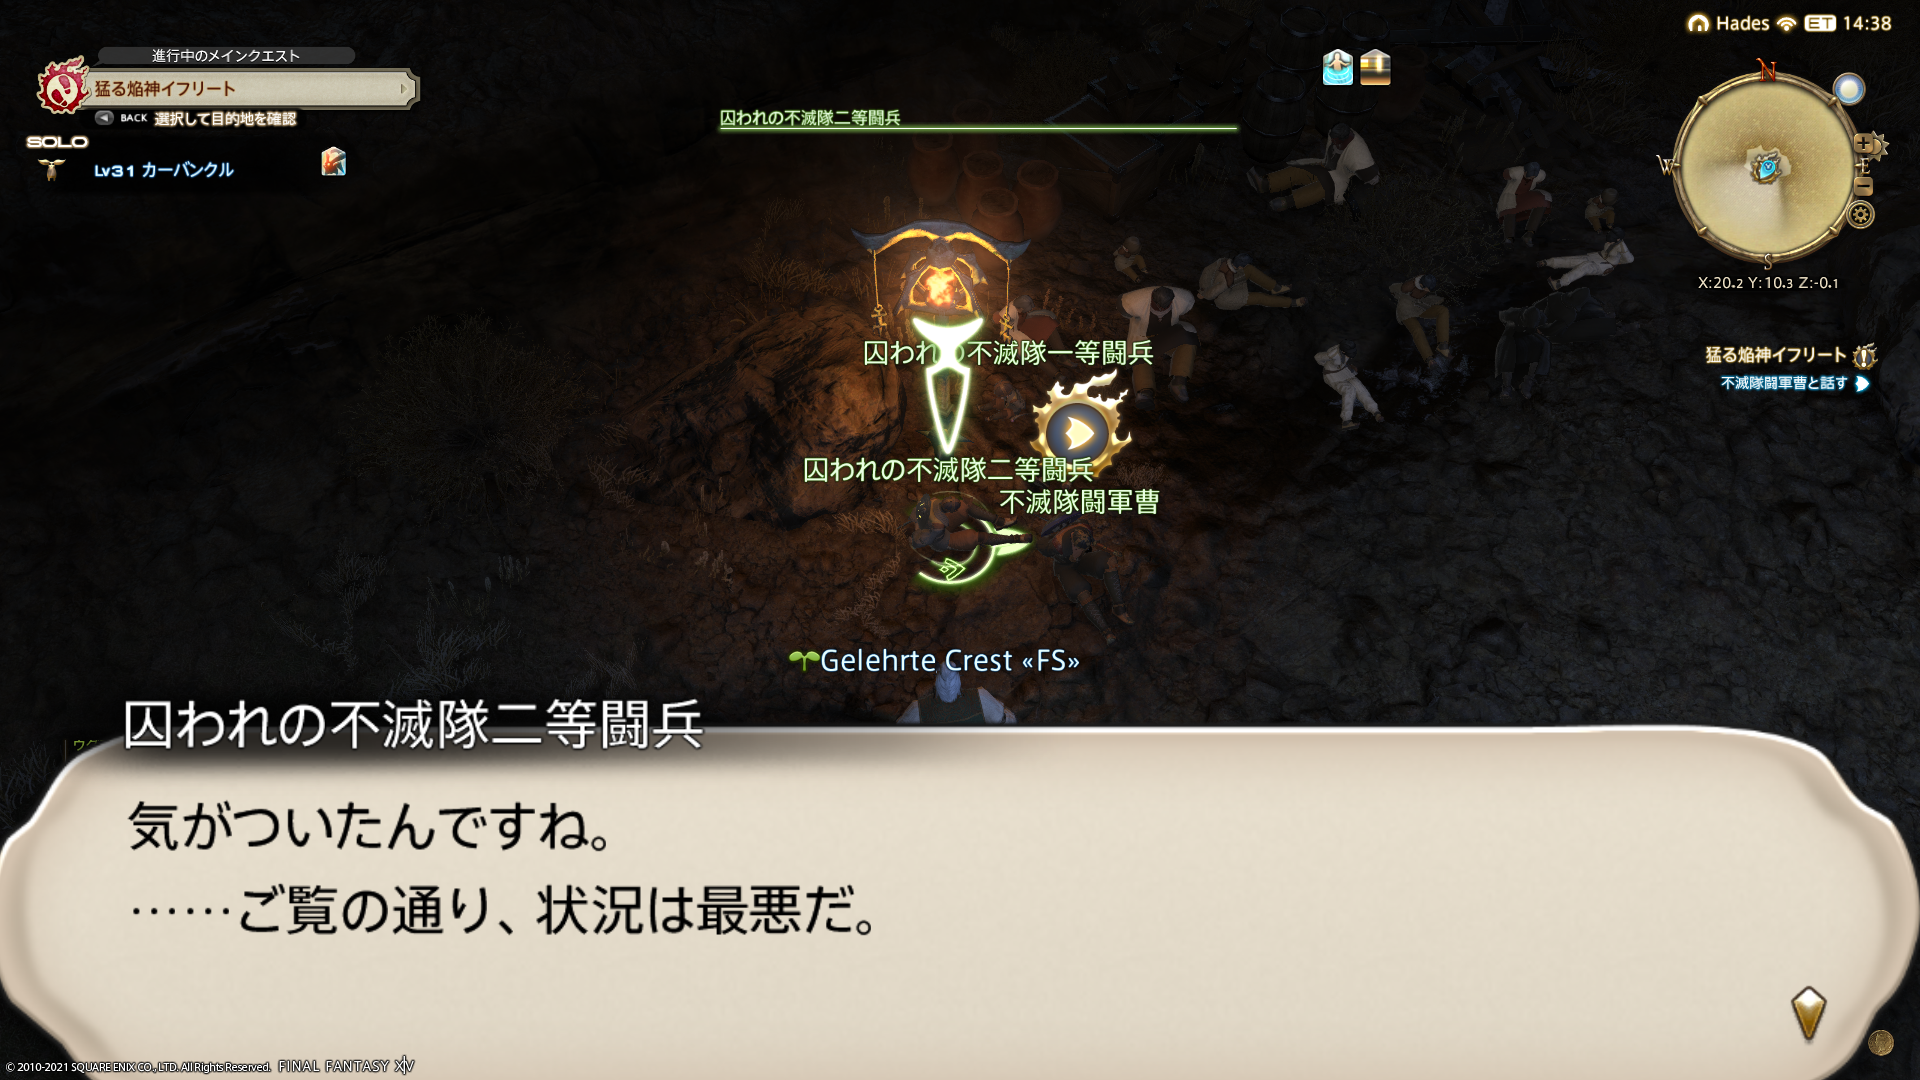 進行中のメインクエスト
猛る焔神イフリート
BACK 選択して目的地を確認
SOLO
Lv31 カーバンクル
囚われの不滅隊二等闘兵
Hades ET 14:38
N
W
E
S
X:20.2 Y:10.3 Z:-0.1
猛る焔神イフリート
不滅隊闘軍曹と話す
囚われの不滅隊一等闘兵
囚われの不滅隊二等闘兵
不滅隊闘軍曹
Gelehrte Crest «FS»
囚われの不滅隊二等闘兵
気がついたんですね。
……ご覧の通り、状況は最悪だ。
© 2010-2021 SQUARE ENIX CO., LTD. All Rights Reserved. FINAL FANTASY XIV